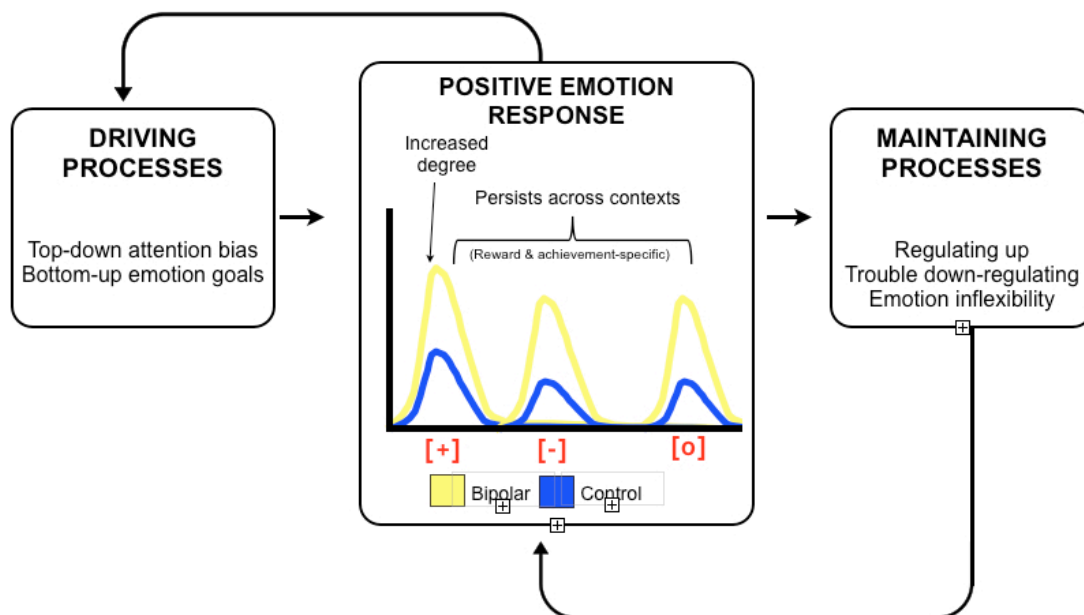 DRIVING
PROCESSES
Top-down attention bias
Bottom-up emotion goals
POSITIVE EMOTION
RESPONSE
Increased
degree
Persists across contexts
(Reward & achievement-specific)
[+]
[-]
[o]
Bipolar
Control
MAINTAINING
PROCESSES
Regulating up
Trouble down-regulating
Emotion inflexibility